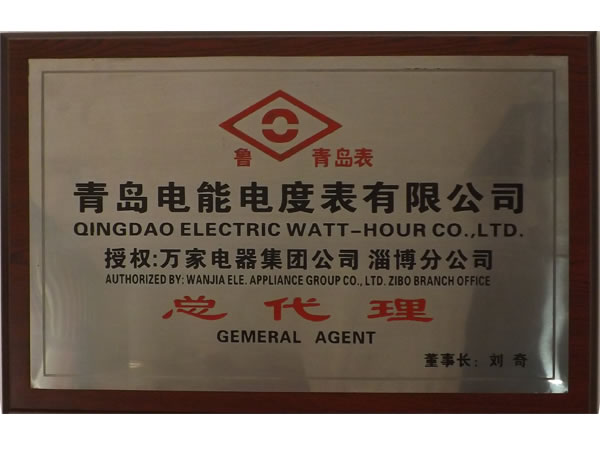 鲁 青岛表
青岛电能电度表有限公司
QINGDAO ELECTRIC WATT-HOUR CO.,LTD.
授权:万家电器集团公司 淄博分公司
AUTHORIZED BY: WANJIA ELE. APPLIANCE GROUP CO., LTD. ZIBO BRANCH OFFICE
总代理
GEMERAL AGENT
董事长: 刘 奇